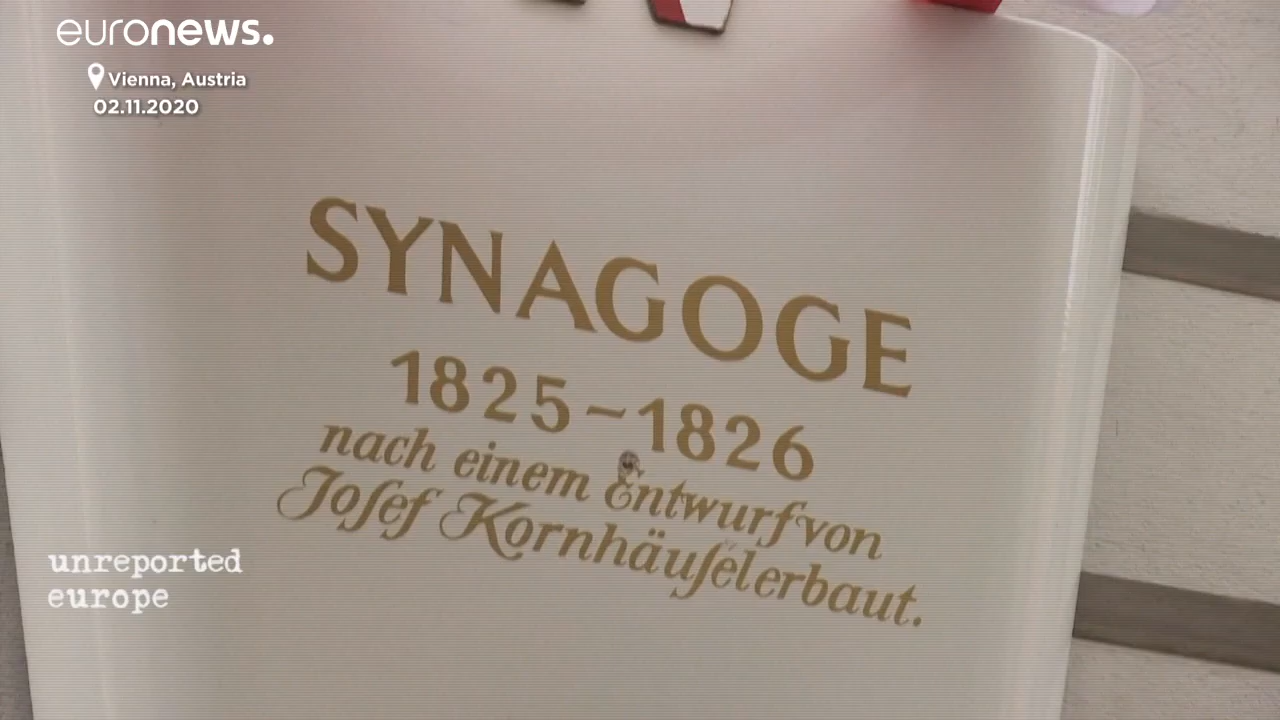 euronews.
Vienna, Austria
02.11.2020
SYNAGOGE
1825-1826
nach einem Entwurf von
Joſef Kornhäuſel erbaut.
unreported
europe